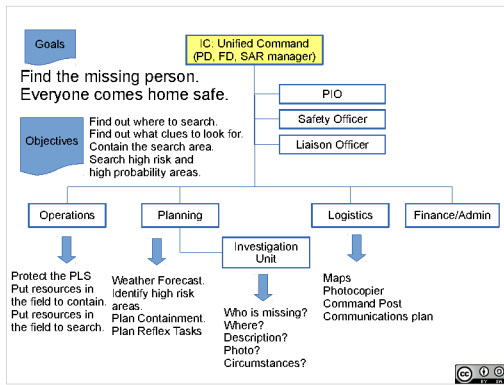 Goals
IC: Unified Command
(PD, FD, SAR manager)
Find the missing person.
Everyone comes home safe.
PIO
Safety Officer
Liaison Officer
Objectives
Find out where to search.
Find out what clues to look for.
Contain the search area.
Search high risk and
high probability areas.
Operations
Planning
Logistics
Finance/Admin
Investigation
Unit
Protect the PLS
Put resources in
the field to contain.
Put resources in
the field to search.
Weather Forecast.
Identify high risk
areas.
Plan Containment.
Plan Reflex Tasks
Who is missing?
Where?
Description?
Photo?
Circumstances?
Maps
Photocopier
Command Post
Communications plan
cc